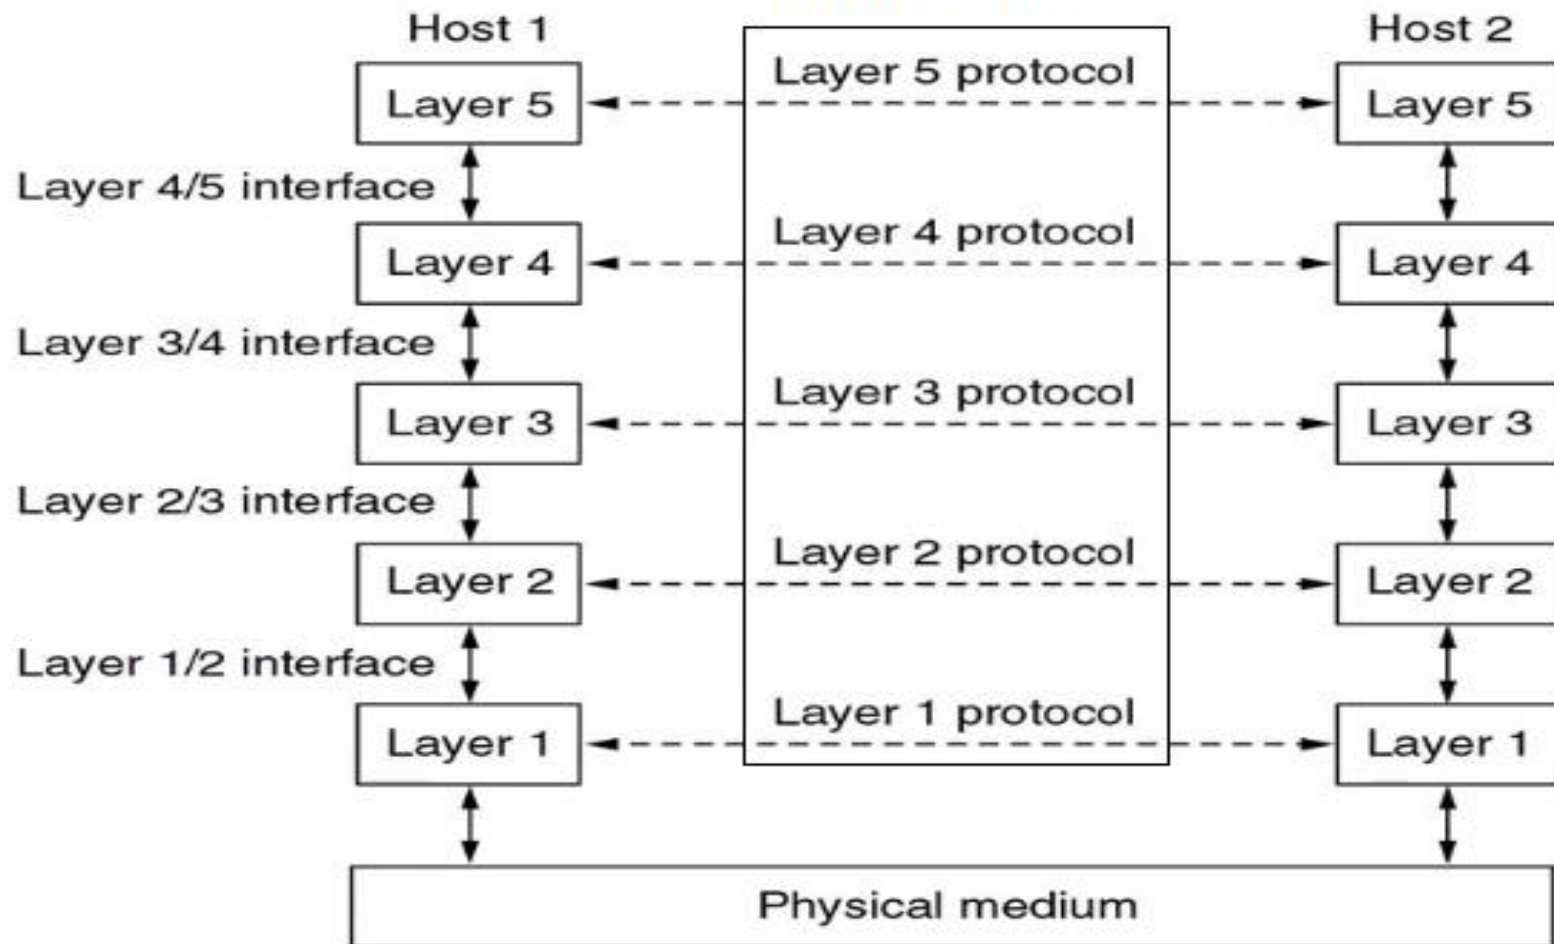 Host 1
Host 2
Layer 5 protocol
Layer 5
Layer 5
Layer 4/5 interface
Layer 4 protocol
Layer 4
Layer 4
Layer 3/4 interface
Layer 3 protocol
Layer 3
Layer 3
Layer 2/3 interface
Layer 2 protocol
Layer 2
Layer 2
Layer 1/2 interface
Layer 1 protocol
Layer 1
Layer 1
Physical medium